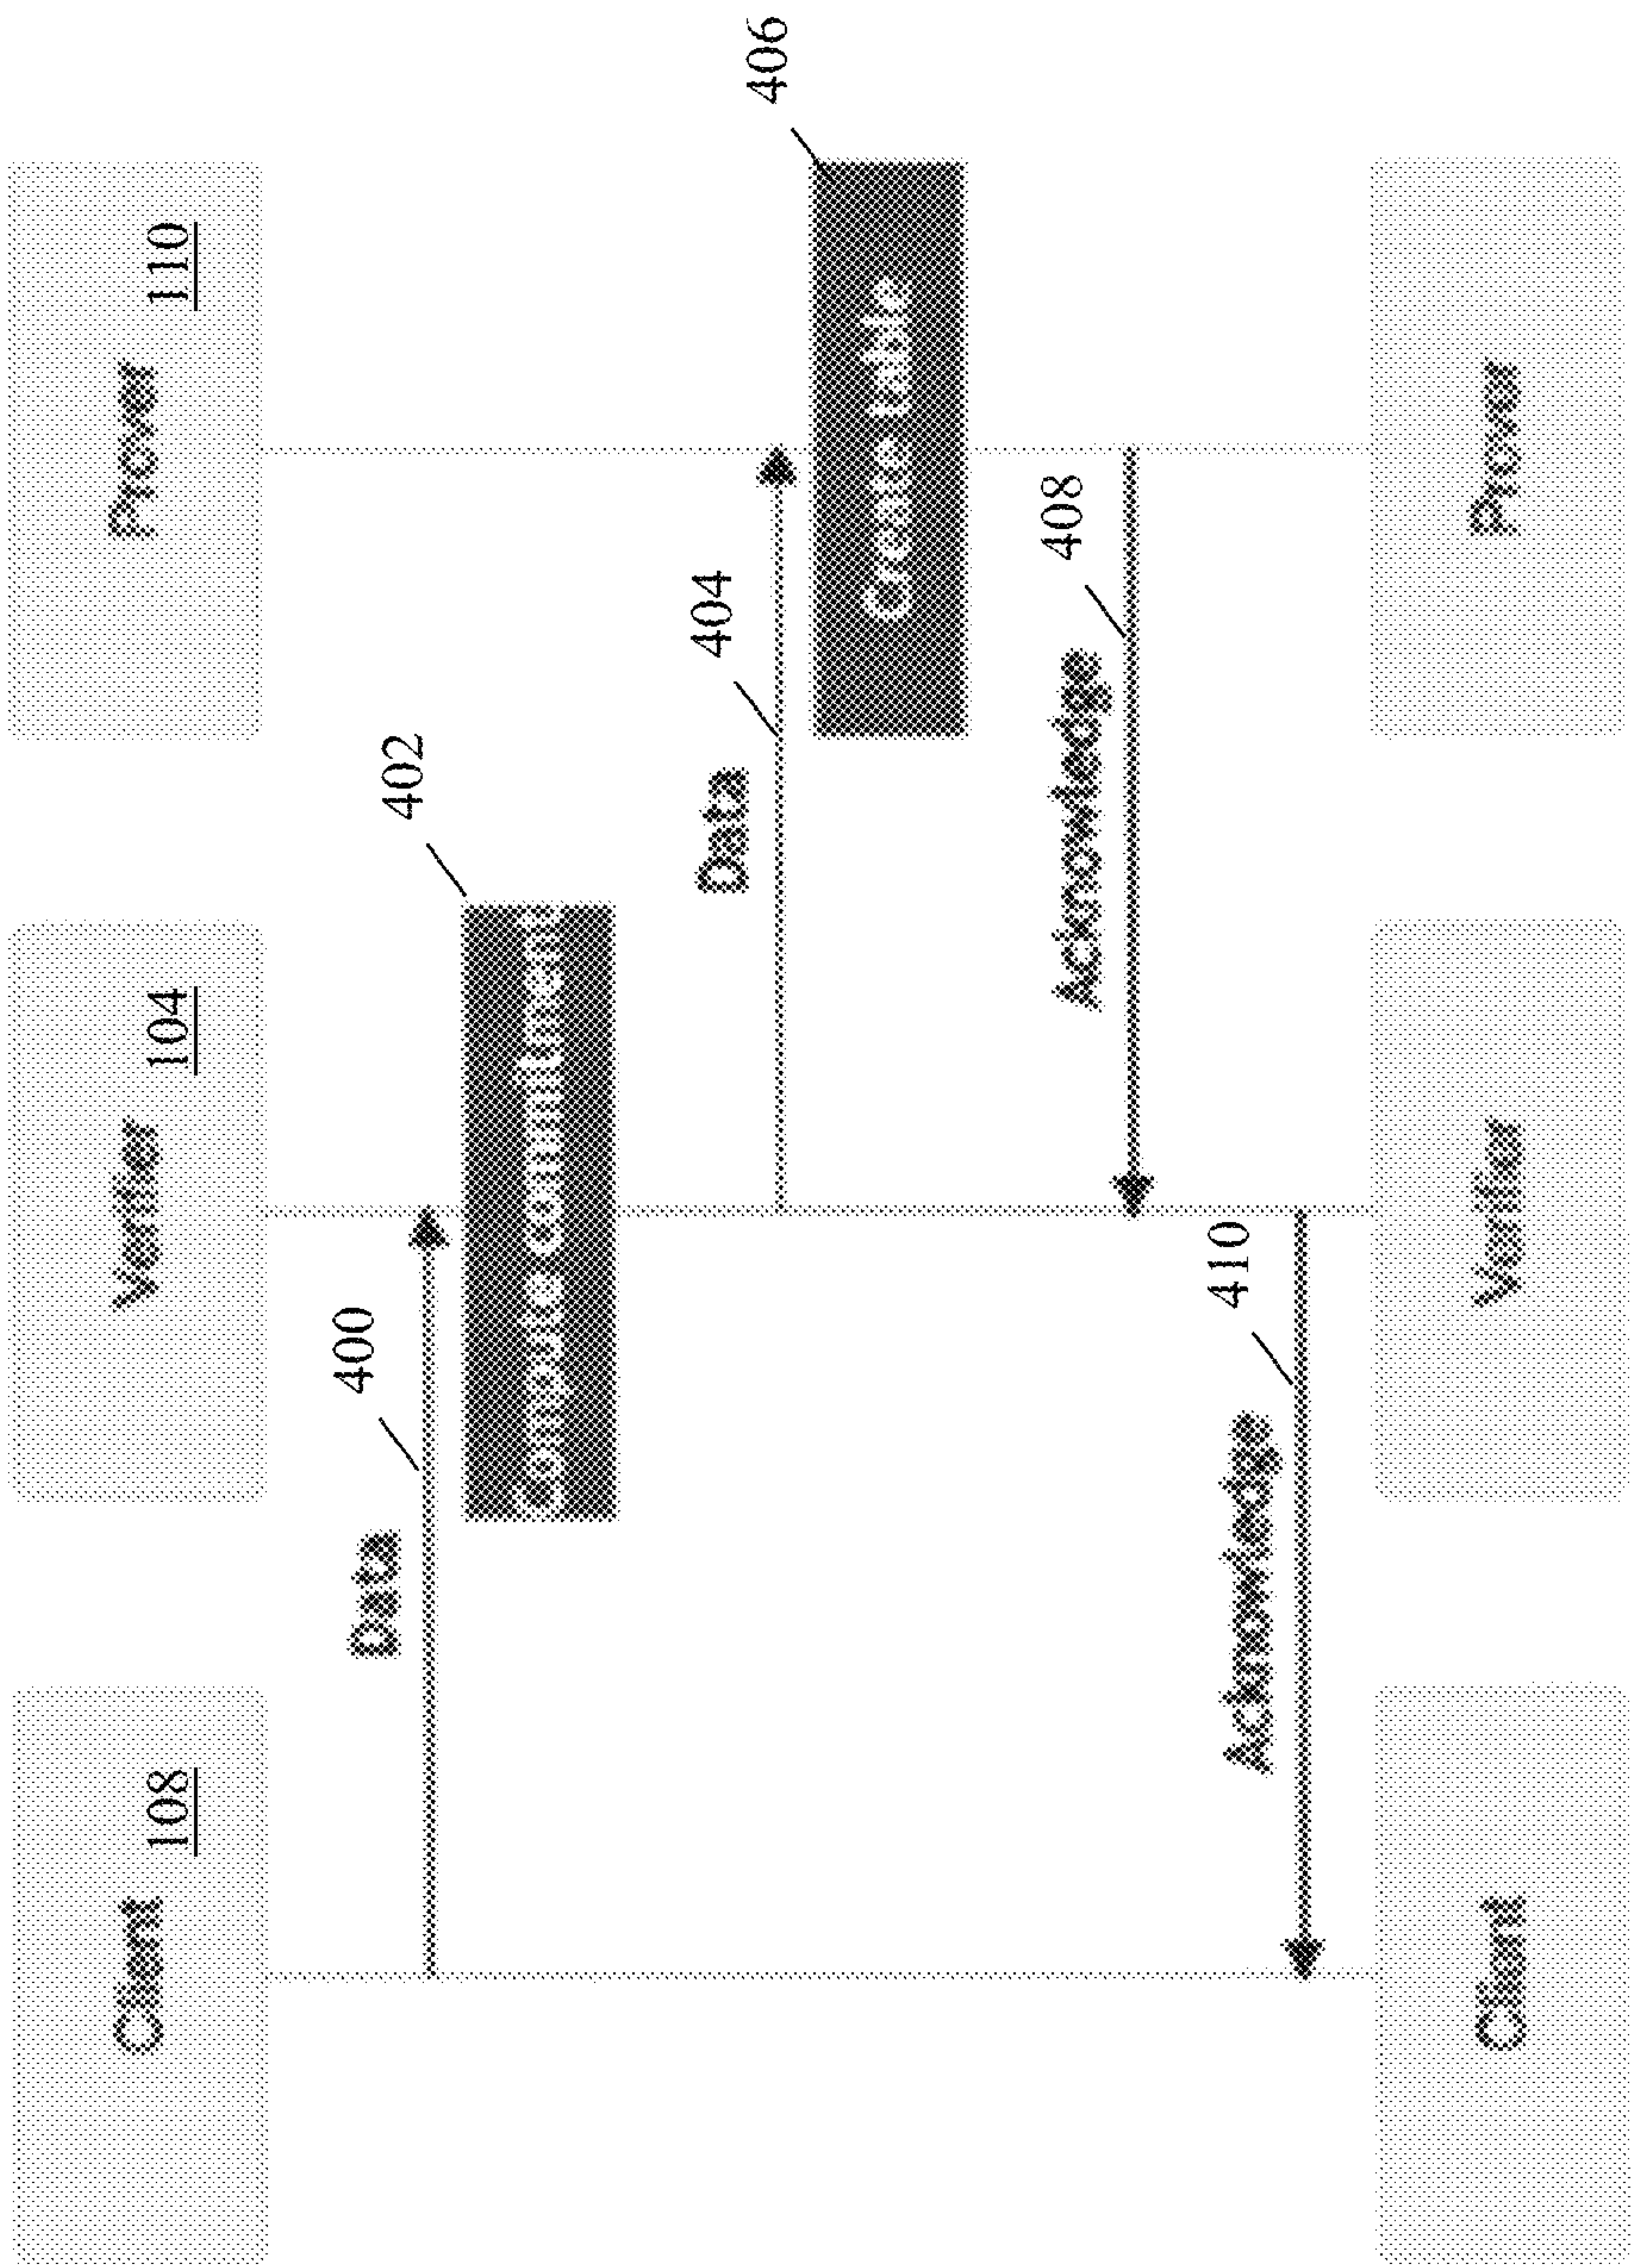 Client 108
Verifier 104
Prover 110
Data 400
Compute commitment 402
Data 404
Create table 406
Acknowledge 408
Acknowledge 410
Client
Verifier
Prover